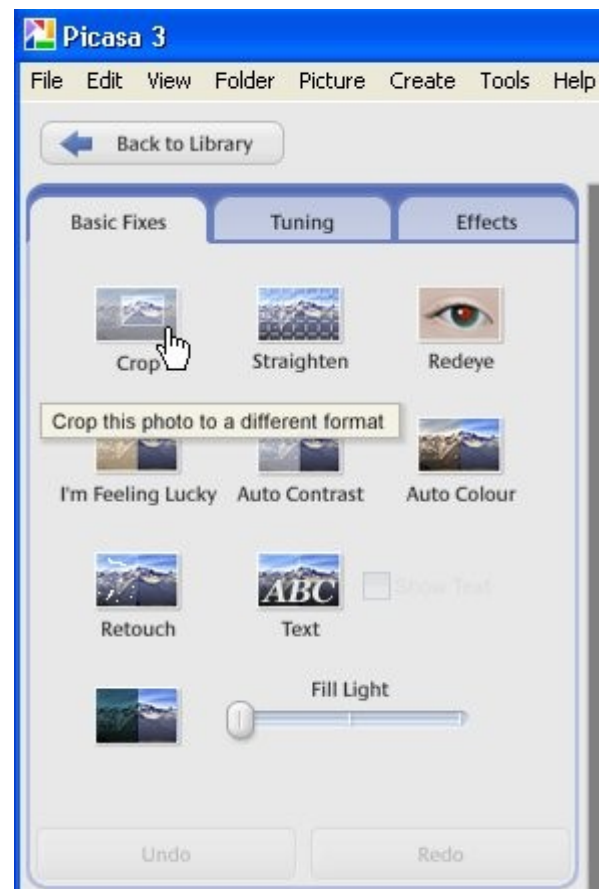 Picasa 3
File Edit View Folder Picture Create Tools Help
Back to Library
Basic Fixes Tuning Effects
Crop Straighten Redeye
Crop this photo to a different format
I'm Feeling Lucky Auto Contrast Auto Colour
ABC Show Text
Retouch Text
Fill Light
Undo Redo